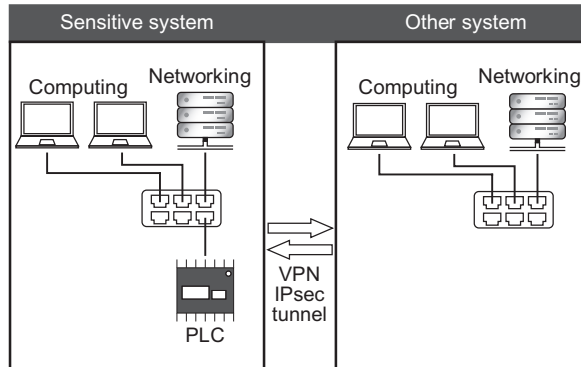 Sensitive system
Other system
Computing
Networking
PLC
VPN
IPsec
tunnel
Computing
Networking